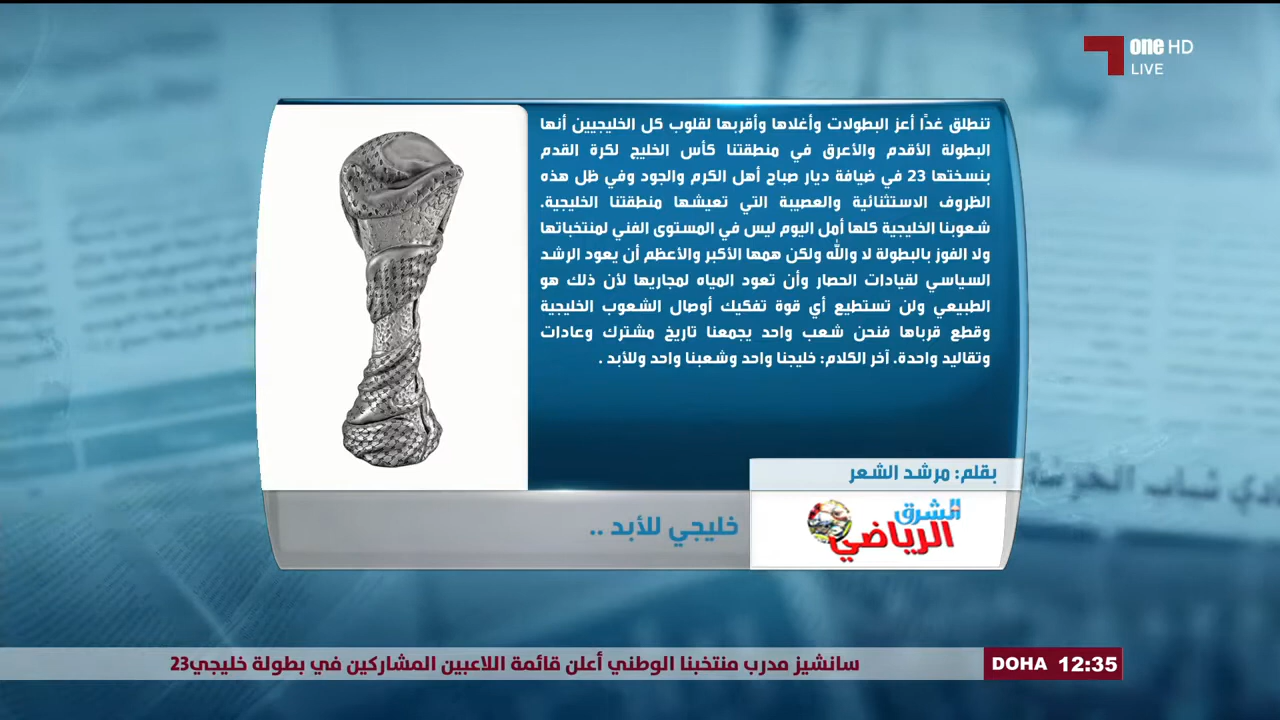 one HD
LIVE
تنطلق غدًا أعز البطولات وأغلاها وأقربها لقلوب كل الخليجيين أنها
البطولة الأقدم والأعرق في منطقتنا كأس الخليج لكرة القدم
بنسختها 23 في ضيافة ديار صباح أهل الكرم والجود وفي ظل هذه
الظروف الاستثنائية والعصيبة التي تعيشها منطقتنا الخليجية.
شعوبنا الخليجية كلها أمل اليوم ليس في المستوى الفني لمنتخباتها
ولا الفوز بالبطولة لا والله ولكن همها الأكبر والأعظم أن يعود الرشد
السياسي لقيادات الحصار وأن تعود المياه لمجاريها لأن ذلك هو
الطبيعي ولن تستطيع أي قوة تفكيك أوصال الشعوب الخليجية
وقطع قرباها فنحن شعب واحد يجمعنا تاريخ مشترك وعادات
وتقاليد واحدة. آخر الكلام: خليجنا واحد وشعبنا واحد وللأبد .
بقلم: مرشد الشعر
الشرق
الرياضي
خليجي للأبد ..
DOHA 12:35
سانشيز مدرب منتخبنا الوطني أعلن قائمة اللاعبين المشاركين في بطولة خليجي23